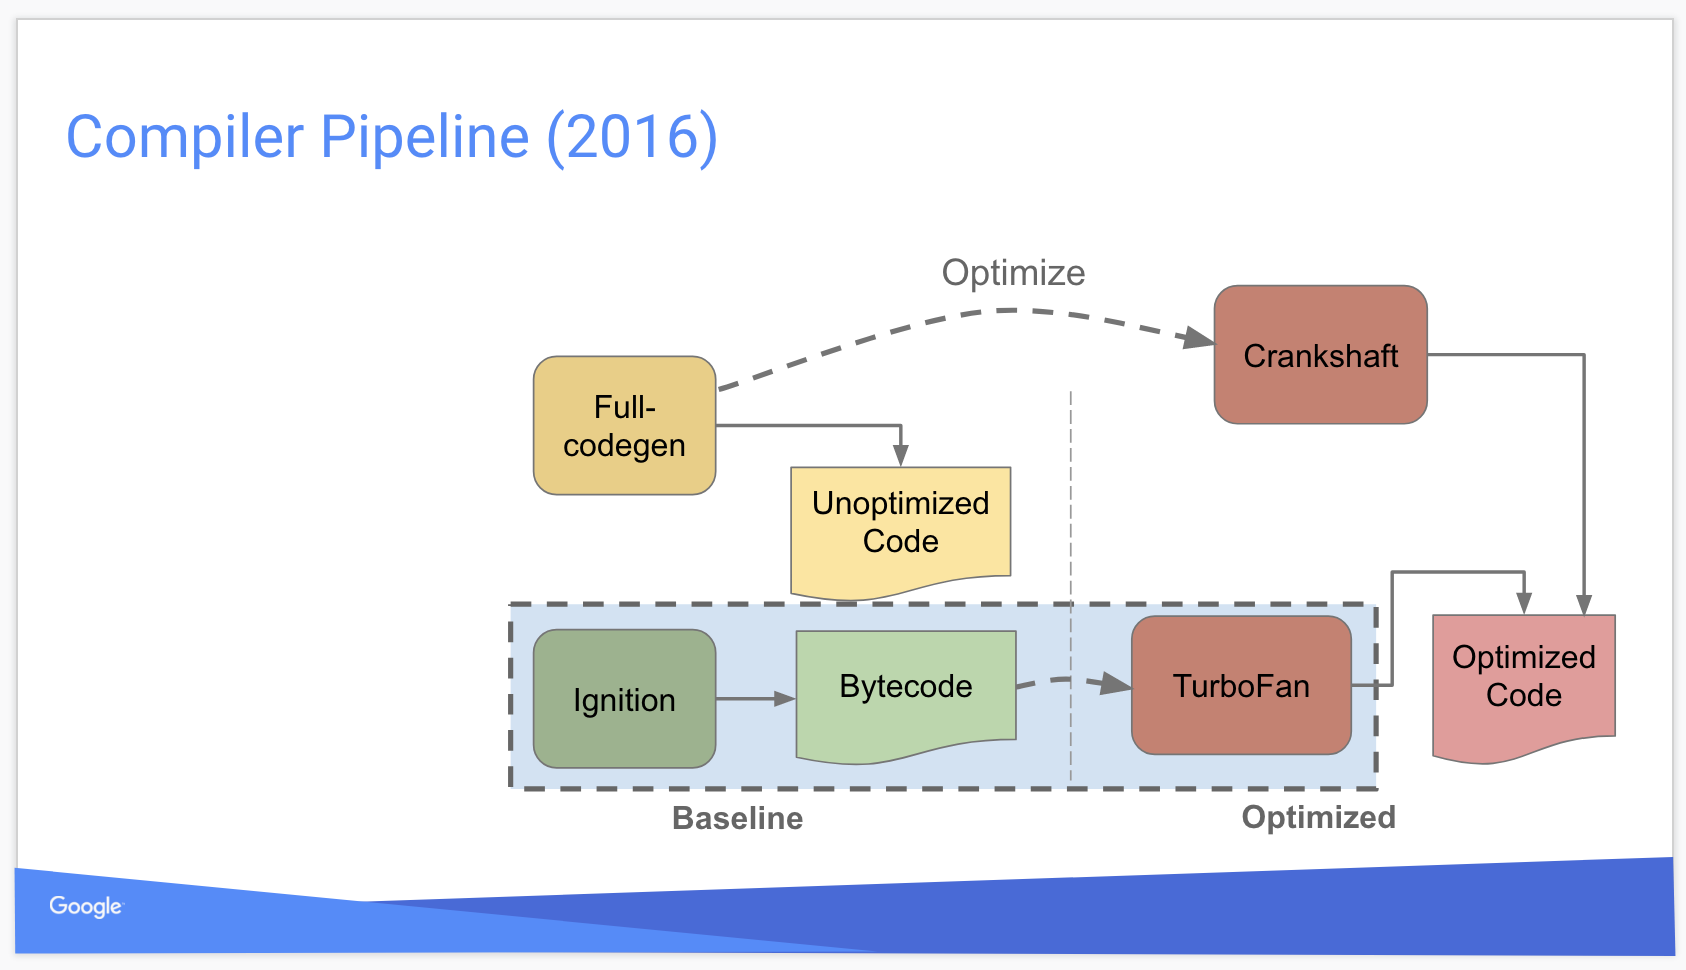 Compiler Pipeline (2016)
Optimize
Crankshaft
Full-
codegen
Unoptimized
Code
Ignition
Bytecode
TurboFan
Optimized
Code
Baseline
Optimized
Google